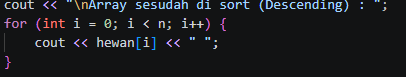 cout << "\nArray sesudah di sort (Descending) : ";
for (int i = 0; i < n; i++) {
    cout << hewan[i] << " ";
}